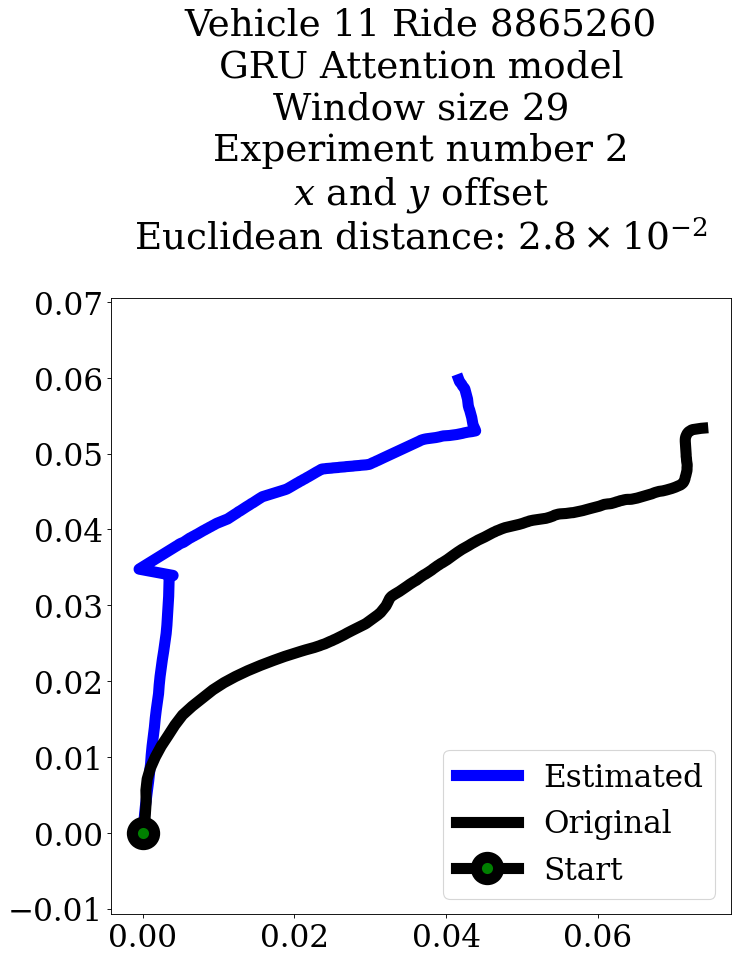 Vehicle 11 Ride 8865260
GRU Attention model
Window size 29
Experiment number 2
x and y offset
Euclidean distance: 2.8 × 10⁻²
0.07
0.06
0.05
0.04
0.03
0.02
0.01
0.00
−0.01
0.00 0.02 0.04 0.06
Estimated
Original
Start